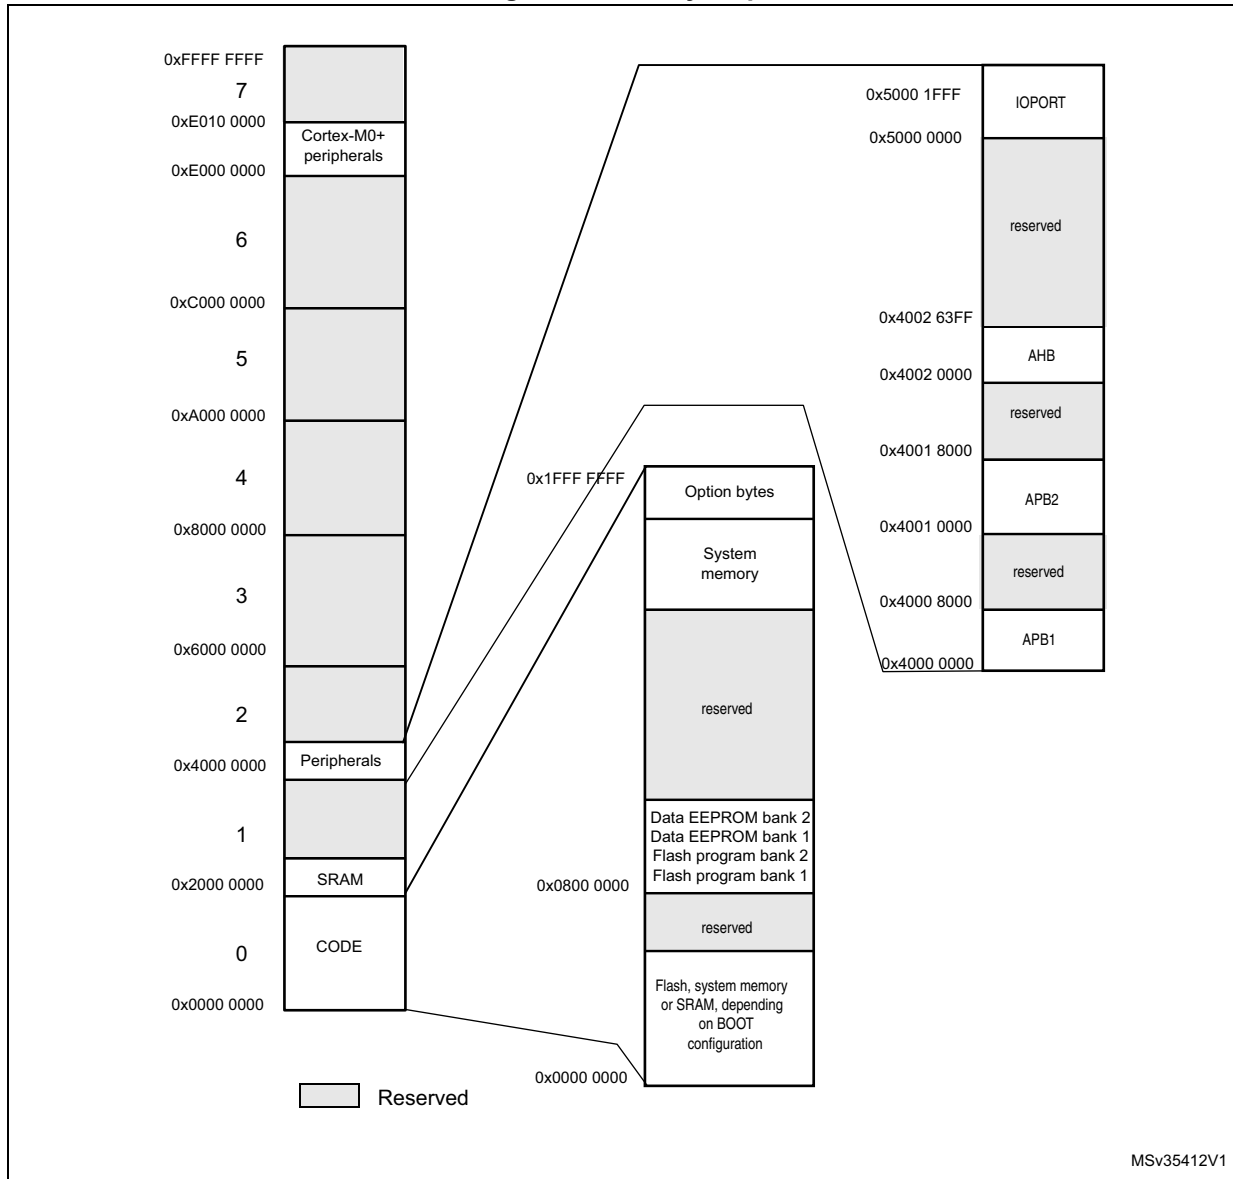 0xFFFF FFFF
7
0xE010 0000
Cortex-M0+
peripherals
0xE000 0000
6
0xC000 0000
5
0xA000 0000
4
0x8000 0000
3
0x6000 0000
2
Peripherals
0x4000 0000
1
0x2000 0000
SRAM
CODE
0
0x0000 0000
Reserved
0x1FFF FFFF
Option bytes
System
memory
reserved
Data EEPROM bank 2
Data EEPROM bank 1
Flash program bank 2
Flash program bank 1
0x0800 0000
reserved
Flash, system memory
or SRAM, depending
on BOOT
configuration
0x0000 0000
0x5000 1FFF
IOPORT
0x5000 0000
reserved
0x4002 63FF
AHB
0x4002 0000
reserved
0x4001 8000
APB2
0x4001 0000
reserved
0x4000 8000
APB1
0x4000 0000
MSv35412V1